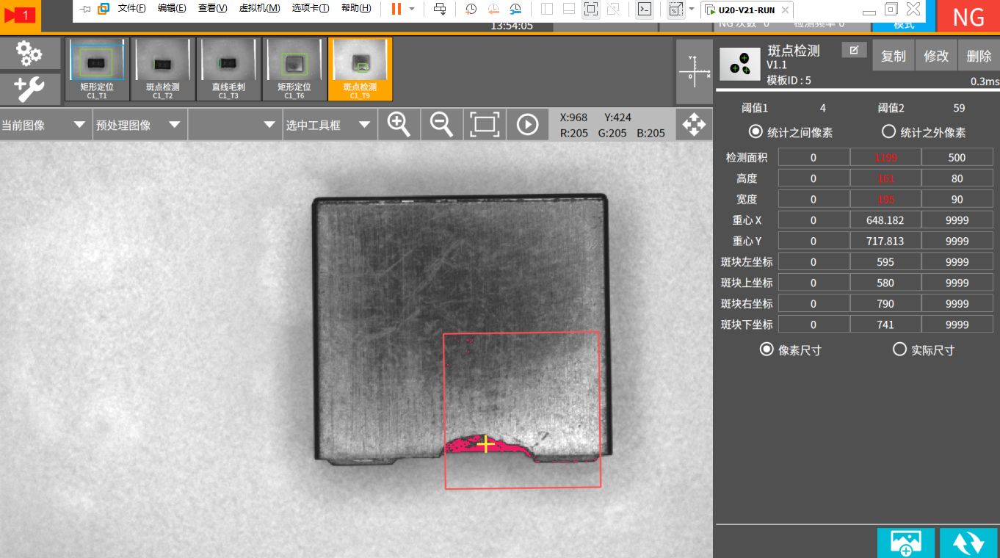 1
文件(F) 编辑(E) 查看(V) 虚拟机(M) 选项卡(T) 帮助(H)
U20-V21-RUN
13:54:05
NG 次数 0 检测频率 0
模式
NG
矩形定位
C1_T1
斑点检测
C1_T2
直线毛刺
C1_T3
矩形定位
C1_T6
斑点检测
C1_T9
Y
0 X
斑点检测
V1.1
模板ID : 5
复制 修改 删除
0.3ms
当前图像 预处理图像 选中工具框
X:968 Y:424
R:205 G:205 B:205
阈值1 4 阈值2 59
统计之间像素 统计之外像素
检测面积 0 1199 500
高度 0 161 80
宽度 0 195 90
重心 X 0 648.182 9999
重心 Y 0 717.813 9999
斑块左坐标 0 595 9999
斑块上坐标 0 580 9999
斑块右坐标 0 790 9999
斑块下坐标 0 741 9999
像素尺寸 实际尺寸